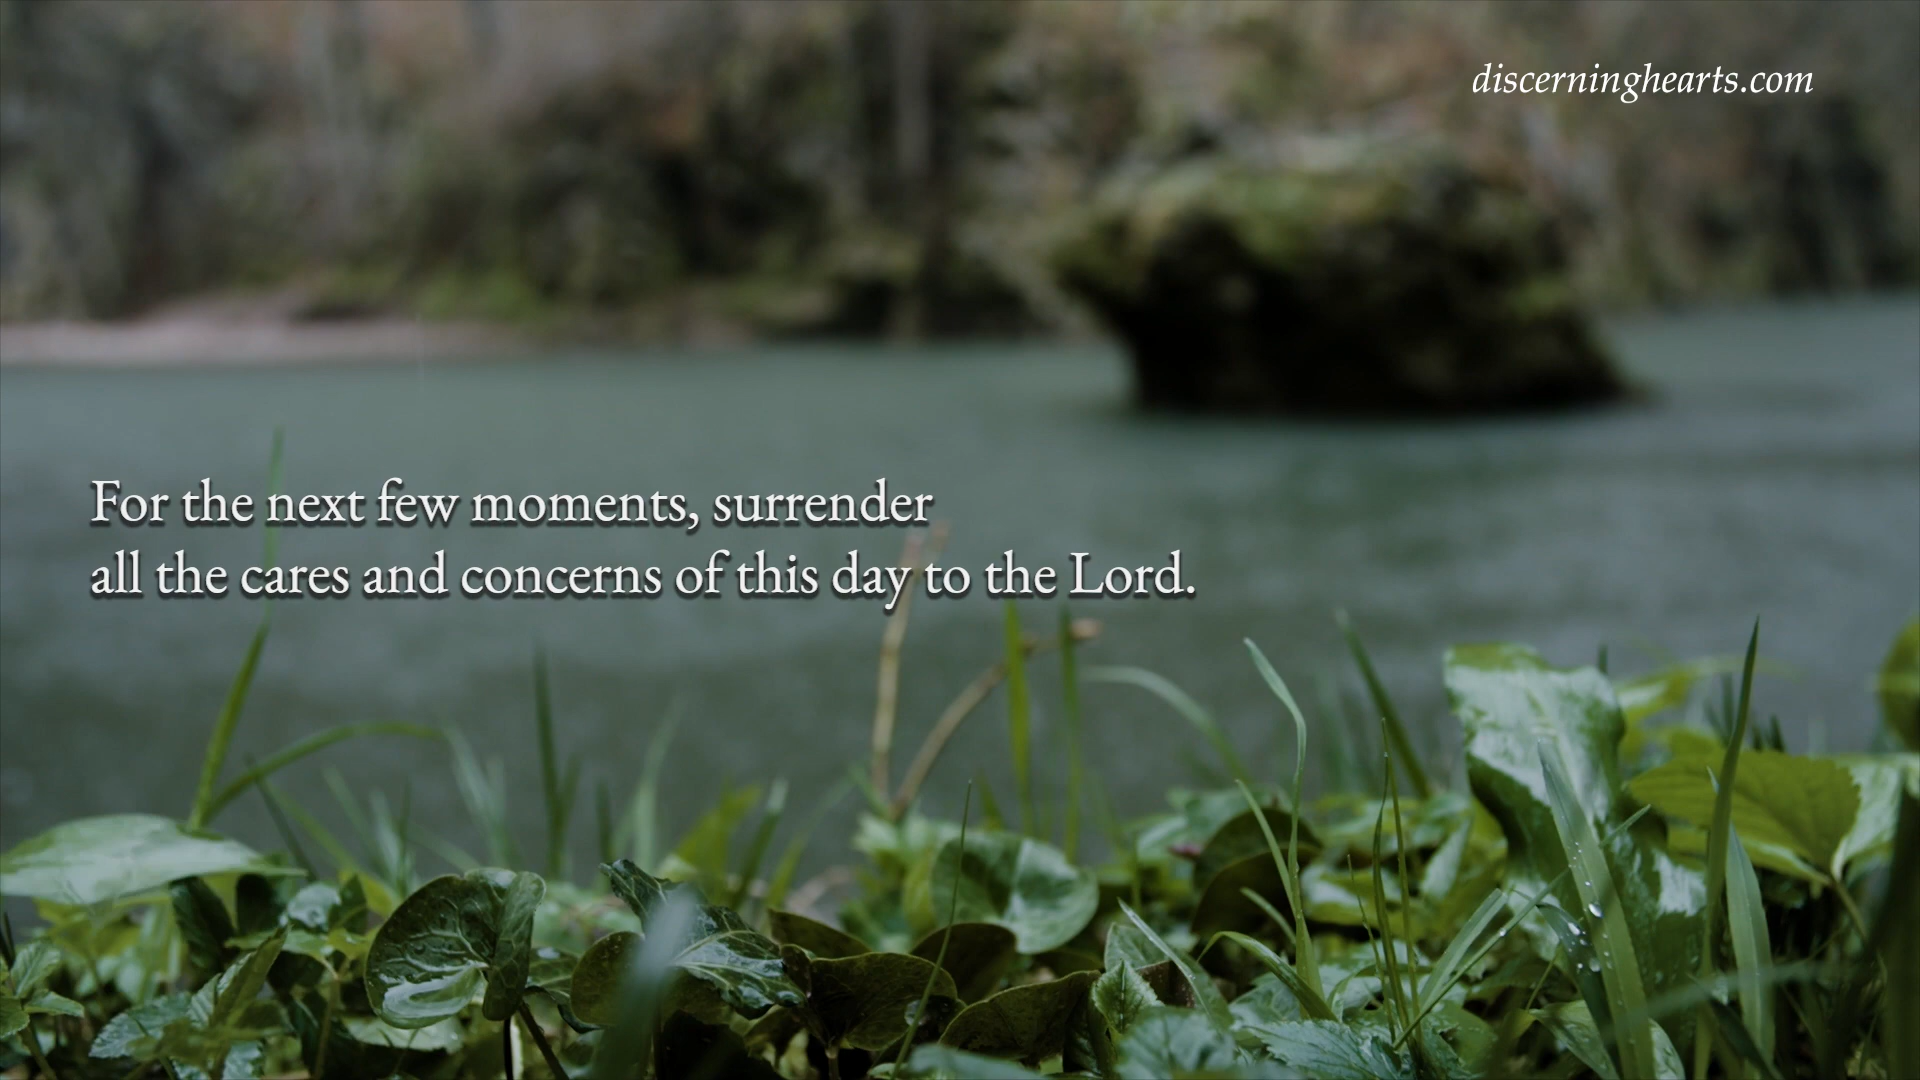 discerninghearts.com
For the next few moments, surrender
all the cares and concerns of this day to the Lord.